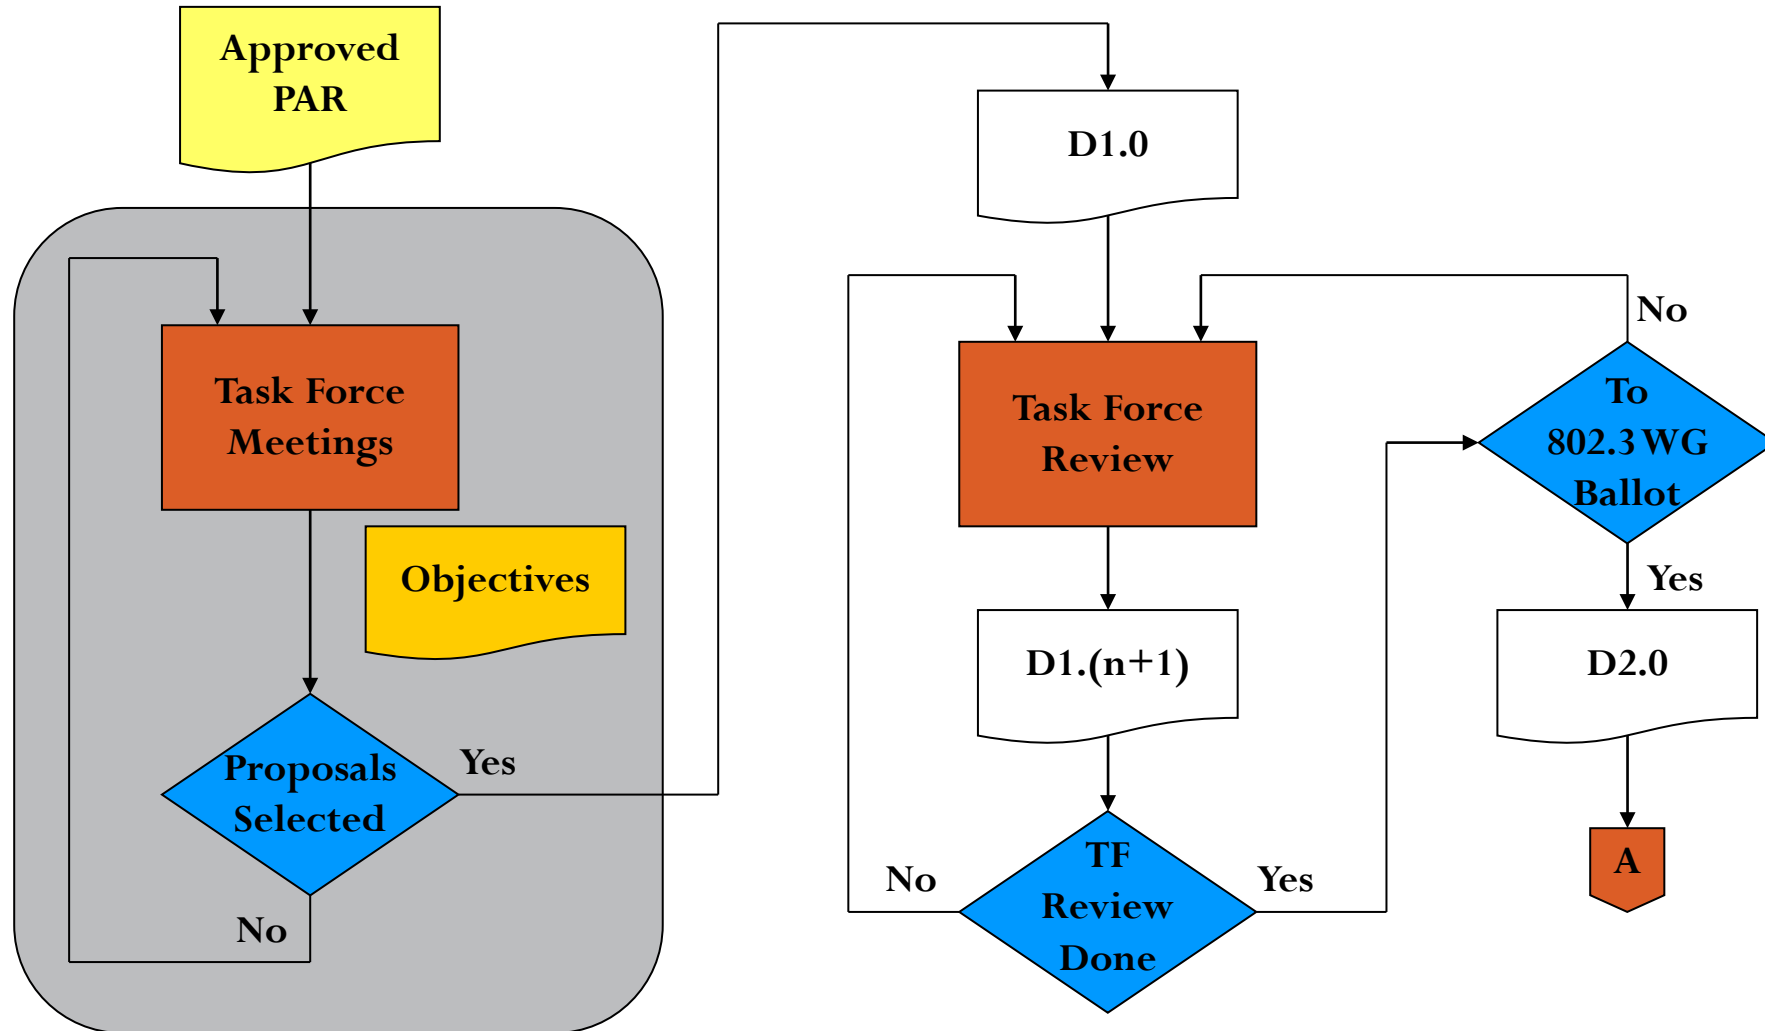 Approved
PAR
Task Force
Meetings
Objectives
Proposals
Selected
Yes
No
D1.0
Task Force
Review
D1.(n+1)
TF
Review
Done
No
Yes
To
802.3 WG
Ballot
No
Yes
D2.0
A